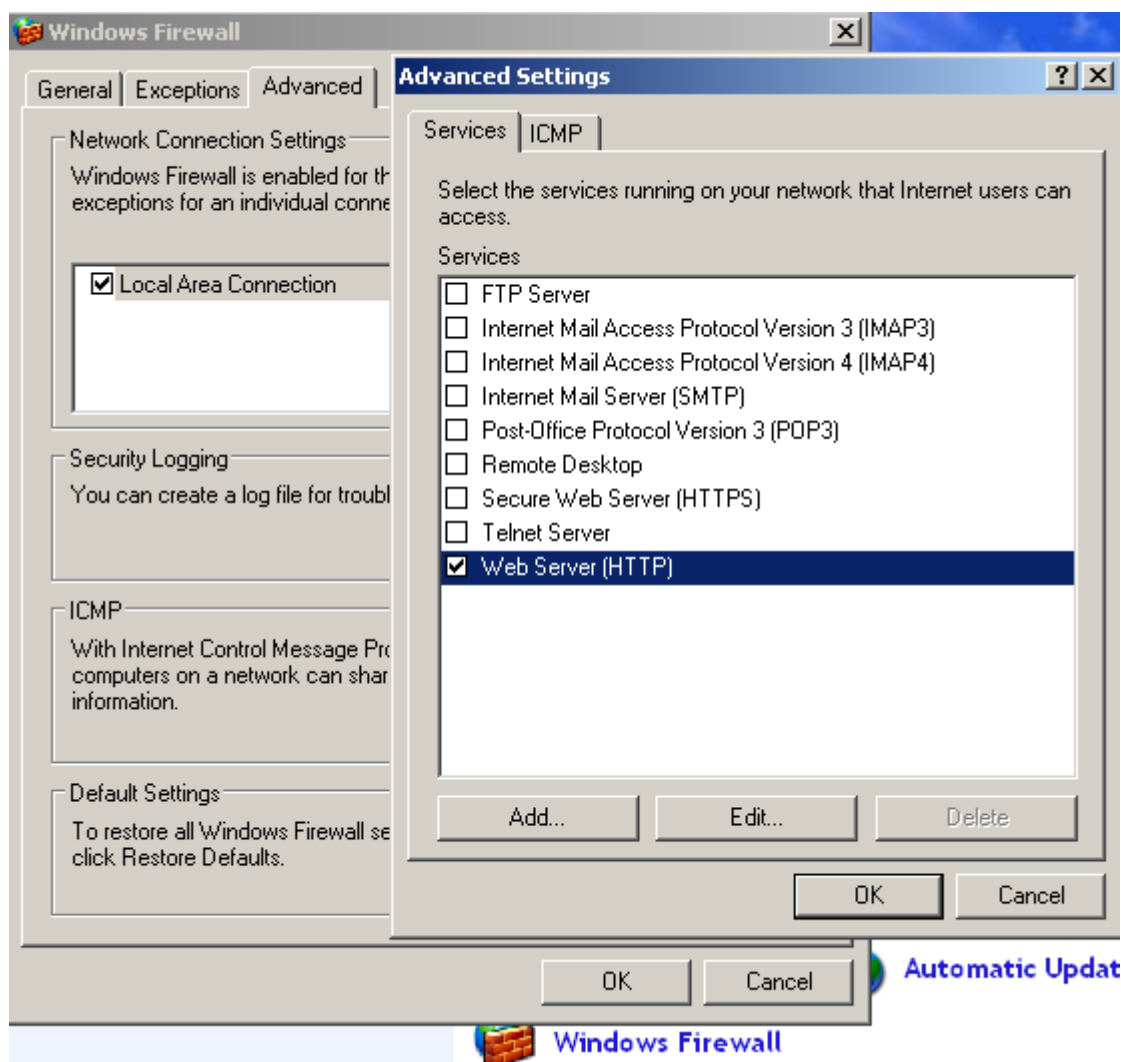 Windows Firewall
General
Exceptions
Advanced
Network Connection Settings
Windows Firewall is enabled for th
exceptions for an individual conne
Local Area Connection
Security Logging
You can create a log file for troubl
ICMP
With Internet Control Message Pro
computers on a network can shar
information.
Default Settings
To restore all Windows Firewall se
click Restore Defaults.
OK
Cancel
Advanced Settings
Services
ICMP
Select the services running on your network that Internet users can
access.
Services
FTP Server
Internet Mail Access Protocol Version 3 (IMAP3)
Internet Mail Access Protocol Version 4 (IMAP4)
Internet Mail Server (SMTP)
Post-Office Protocol Version 3 (POP3)
Remote Desktop
Secure Web Server (HTTPS)
Telnet Server
Web Server (HTTP)
Add...
Edit...
Delete
OK
Cancel
Automatic Updat
Windows Firewall